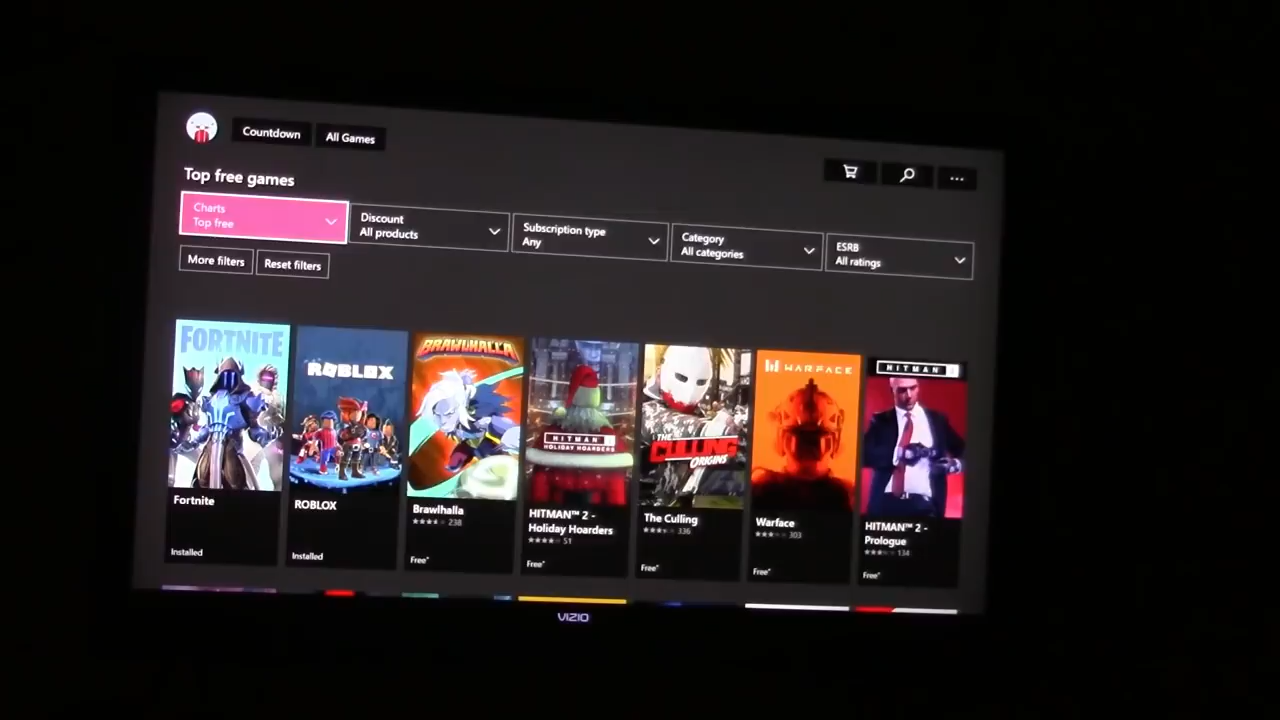 Countdown
All Games
Top free games
Charts
Top free
Discount
All products
Subscription type
Any
Category
All categories
ESRB
All ratings
More filters
Reset filters
FORTNITE
ROBLOX
BRAWLHALLA
HITMAN
HOLIDAY HOARDERS
THE CULLING
ORIGINS
WARFACE
HITMAN
Fortnite
Installed
ROBLOX
Installed
Brawlhalla
238
Free+
HITMAN™ 2 -
Holiday Hoarders
51
Free+
The Culling
336
Free+
Warface
303
Free+
HITMAN™ 2 -
Prologue
134
Free+
VIZIO